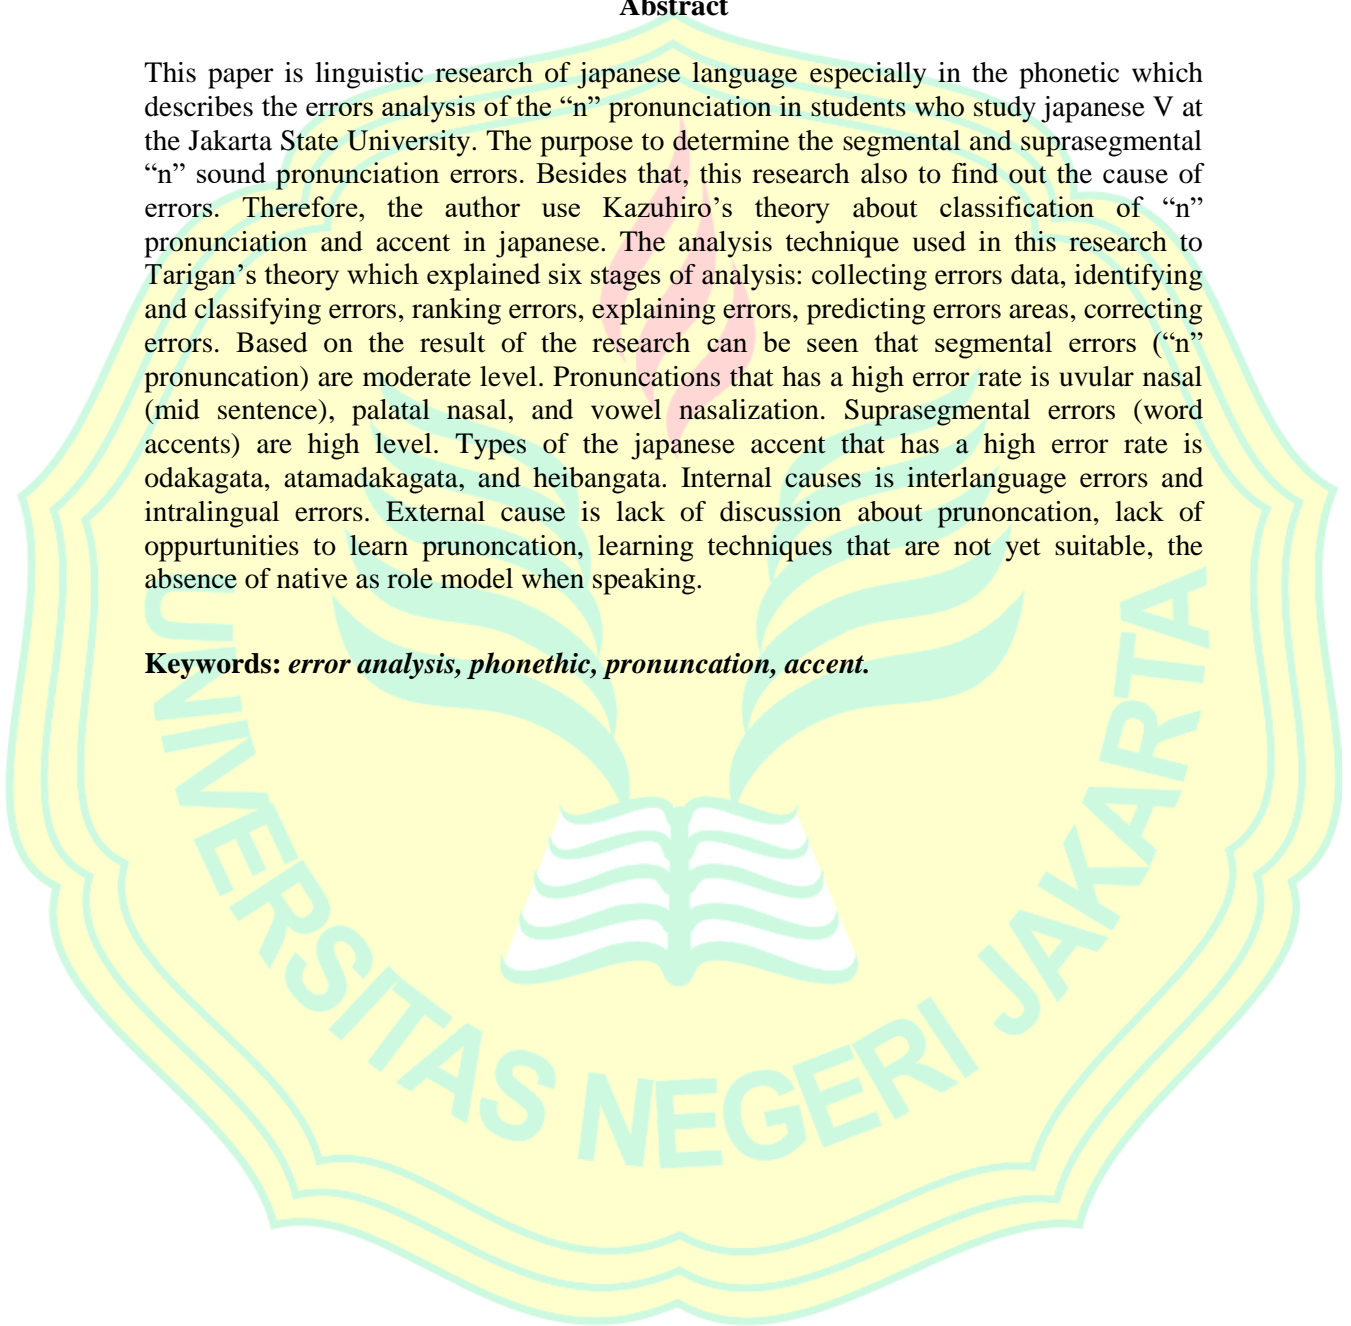 Abstract
This paper is linguistic research of japanese language especially in the phonetic which
describes the errors analysis of the “n” pronunciation in students who study japanese V at
the Jakarta State University. The purpose to determine the segmental and suprasegmental
“n” sound pronunciation errors. Besides that, this research also to find out the cause of
errors. Therefore, the author use Kazuhiro’s theory about classification of “n”
pronunciation and accent in japanese. The analysis technique used in this research to
Tarigan’s theory which explained six stages of analysis: collecting errors data, identifying
and classifying errors, ranking errors, explaining errors, predicting errors areas, correcting
errors. Based on the result of the research can be seen that segmental errors (“n”
pronuncation) are moderate level. Pronuncations that has a high error rate is uvular nasal
(mid sentence), palatal nasal, and vowel nasalization. Suprasegmental errors (word
accents) are high level. Types of the japanese accent that has a high error rate is
odakagata, atamadakagata, and heibangata. Internal causes is interlanguage errors and
intralingual errors. External cause is lack of discussion about prunoncation, lack of
oppurtunities to learn prunoncation, learning techniques that are not yet suitable, the
absence of native as role model when speaking.
Keywords: error analysis, phonethic, pronuncation, accent.
UNIVERSITAS NEGERI JAKARTA